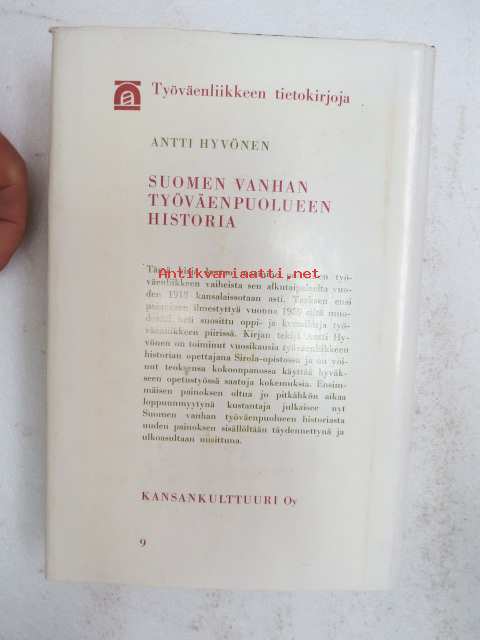 Työväenliikkeen tietokirjoja
ANTTI HYVÖNEN
SUOMEN VANHAN
TYÖVÄENPUOLUEEN
HISTORIA
Antikvariaatti.net
Tämä kirja työ-
väenliikkeen vaiheista sen alkutaipaleelta vuo-
den 1918 kansalaissotaan asti. Teoksen ensi
painoksen ilmestyttyä vuonna 1959 siitä muo-
dostui heti suosittu oppi- ja
väenliikkeen piirissä. Kirjan tekijä Antti Hy-
vönen on toiminut vuosikausia työväenliikkeen
historian opettajana Sirola-opistossa ja on voi-
nut teoksensa kokoonpanossa käyttää hyväk-
seen opetustyössä saatuja kokemuksia. Ensim-
mäisen painoksen oltua jo pitkähkön aikaa
loppuunmyytynä kustantaja julkaisee nyt
Suomen vanhan työväenpuolueen historiasta
uuden painoksen sisällöltään täydennettynä ja
ulkoasultaan uusittuna.
KANSANKULTTUURI Oy
9